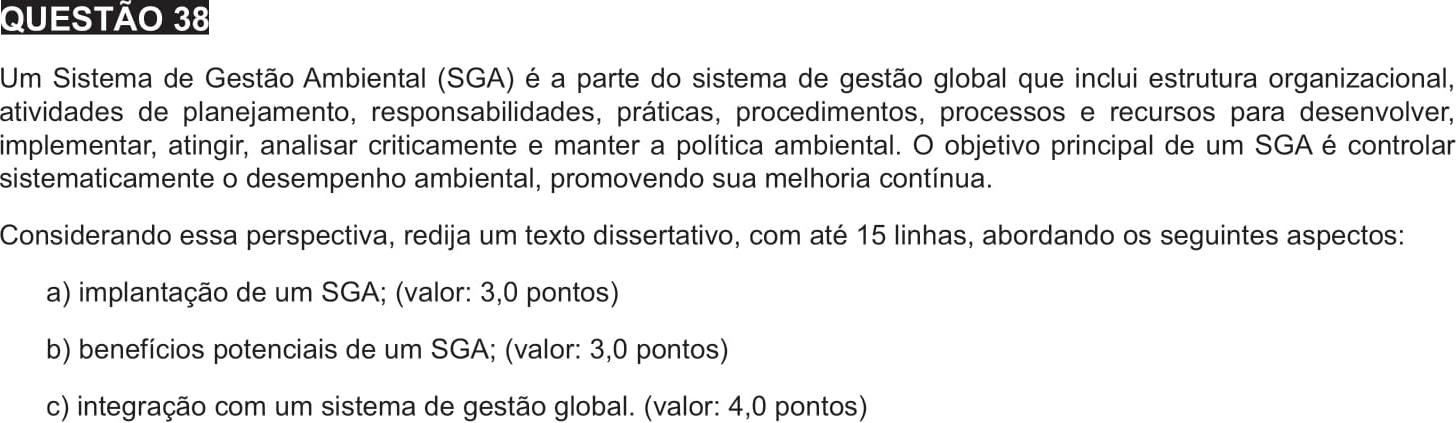 QUESTÃO 38
Um Sistema de Gestão Ambiental (SGA) é a parte do sistema de gestão global que inclui estrutura organizacional,
atividades de planejamento, responsabilidades, práticas, procedimentos, processos e recursos para desenvolver,
implementar, atingir, analisar criticamente e manter a política ambiental. O objetivo principal de um SGA é controlar
sistematicamente o desempenho ambiental, promovendo sua melhoria contínua.
Considerando essa perspectiva, redija um texto dissertativo, com até 15 linhas, abordando os seguintes aspectos:
a) implantação de um SGA; (valor: 3,0 pontos)
b) benefícios potenciais de um SGA; (valor: 3,0 pontos)
c) integração com um sistema de gestão global. (valor: 4,0 pontos)